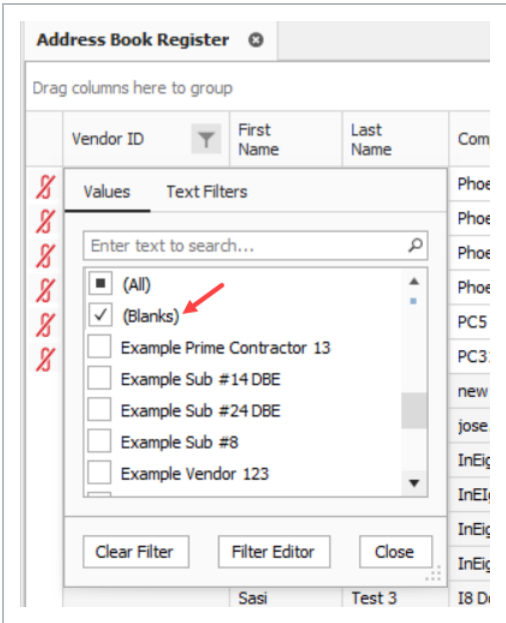 Address Book Register
Drag columns here to group
Vendor ID
First Name
Last Name
Com
Values Text Filters
Enter text to search...
(All)
(Blanks)
Example Prime Contractor 13
Example Sub #14 DBE
Example Sub #24 DBE
Example Sub #8
Example Vendor 123
Clear Filter Filter Editor Close
Phoe
Phoe
Phoe
Phoe
PC5
PC3
new
jose
InEig
InEI
InEig
InEig
Sasi Test 3 I8 D